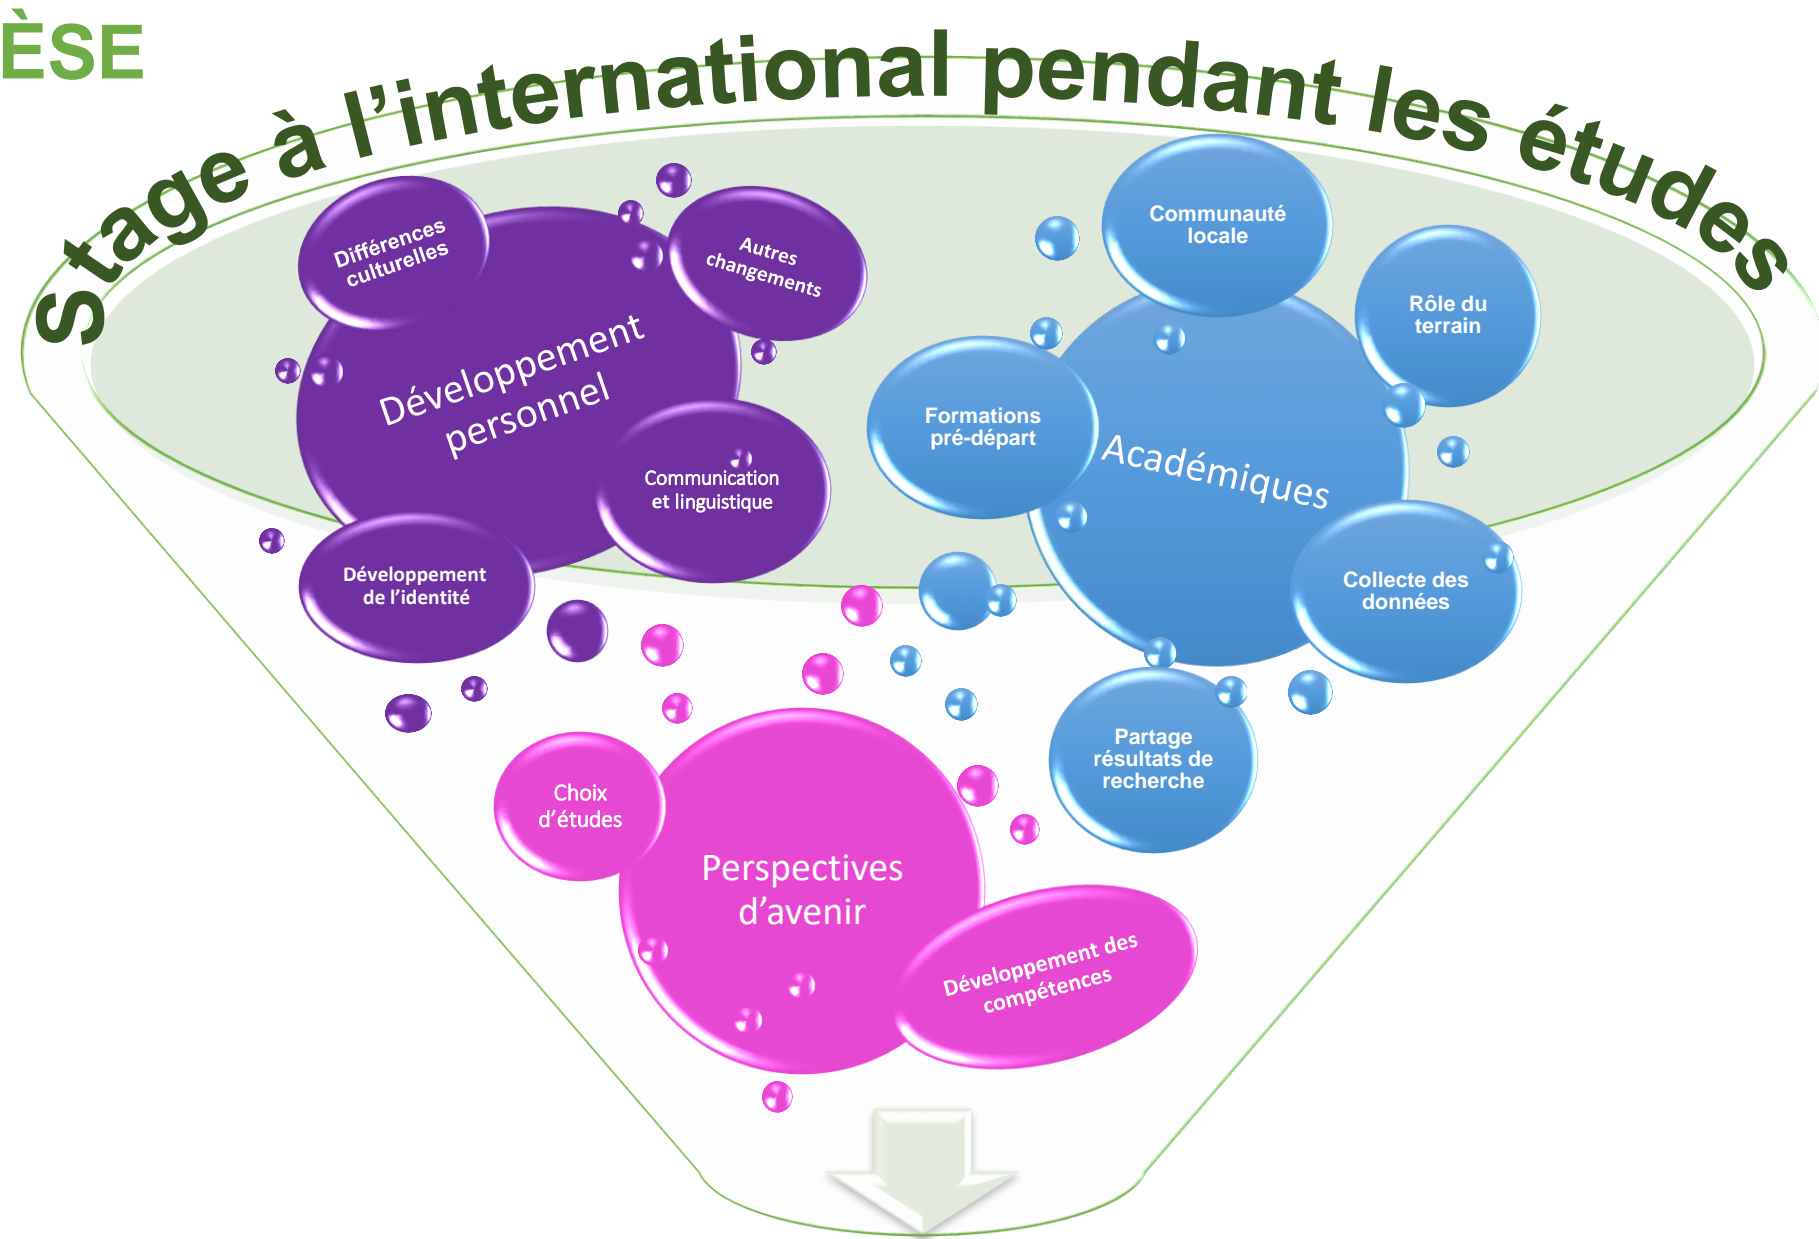 ÈSE
Stage à l’international pendant les études
Différences
culturelles
Autres
changements
Développement
personnel
Communication
et linguistique
Développement
de l’identité
Communauté
locale
Rôle du
terrain
Formations
pré-départ
Académiques
Collecte des
données
Partage
résultats de
recherche
Choix
d’études
Perspectives
d’avenir
Développement des
compétences